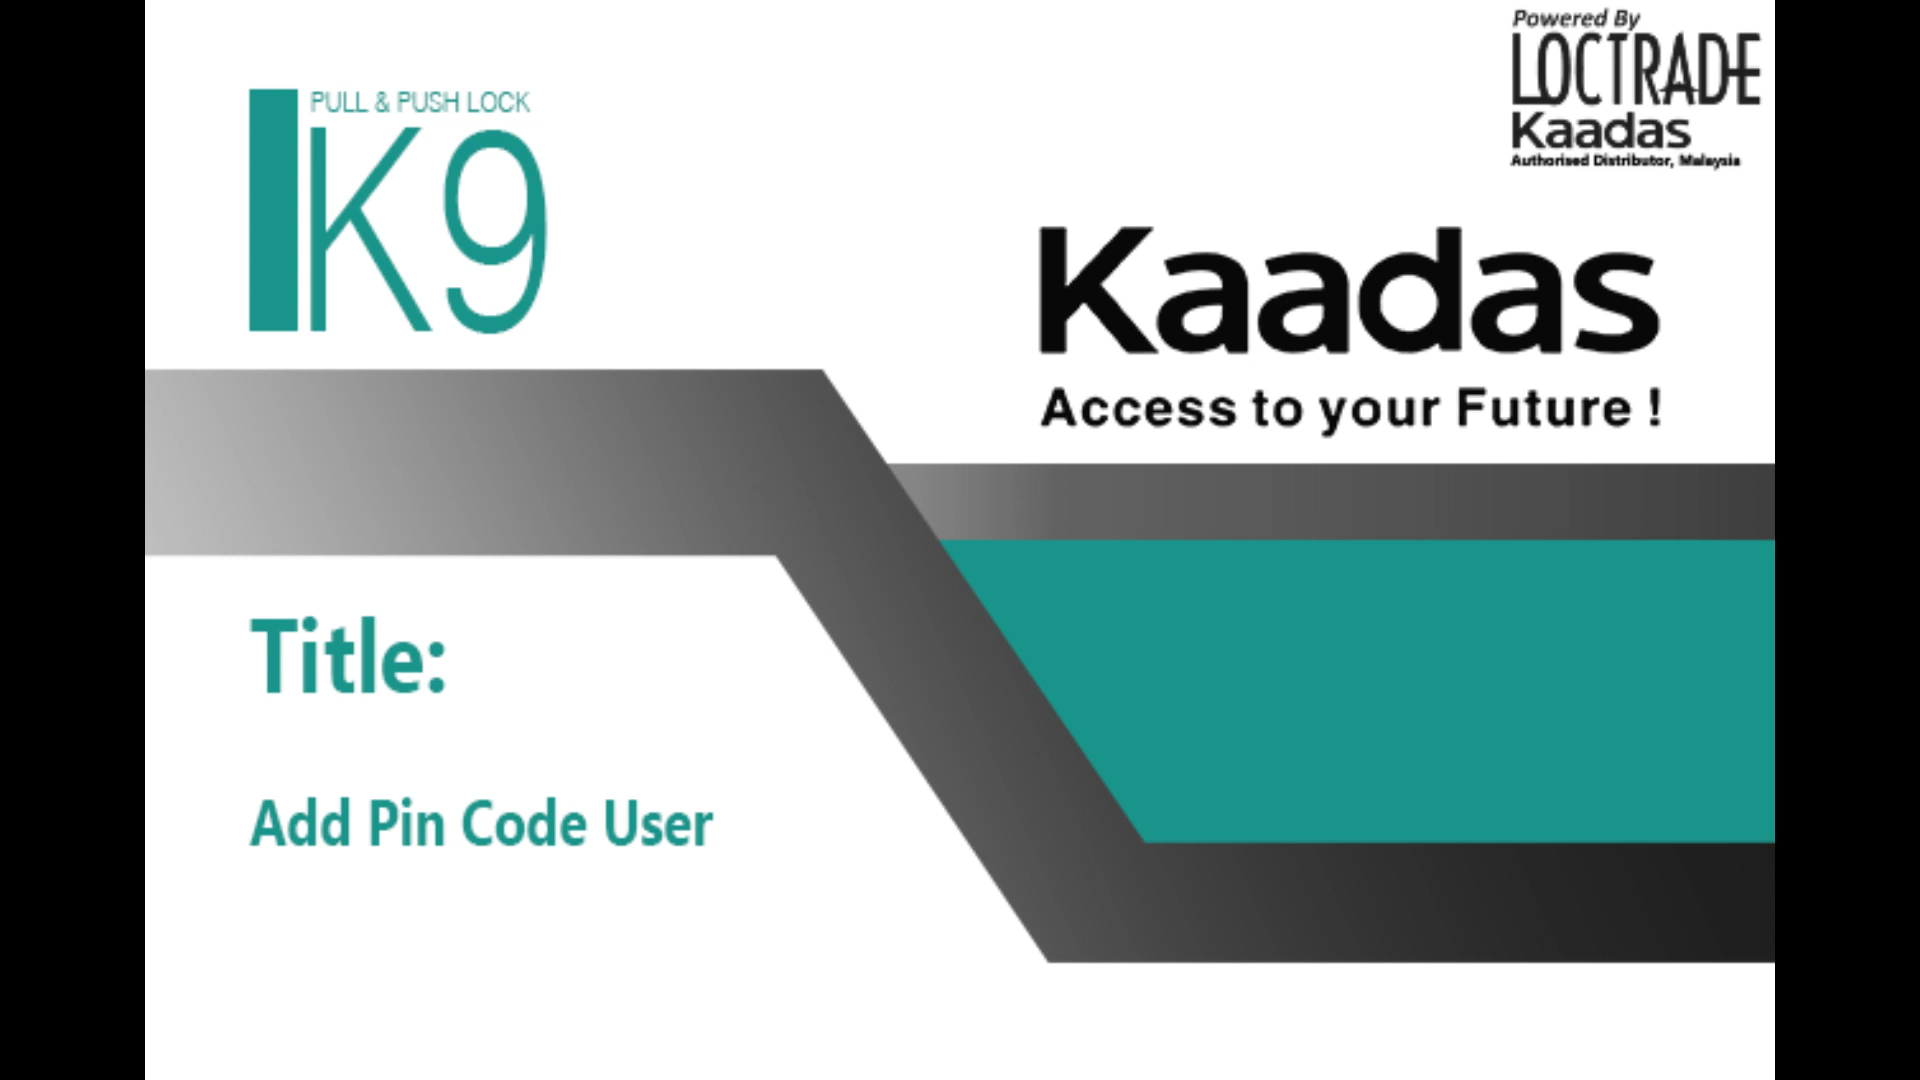 Powered By
LOCTRADE
Kaadas
Authorised Distributor, Malaysia
PULL & PUSH LOCK
K9
Kaadas
Access to your Future !
Title:
Add Pin Code User